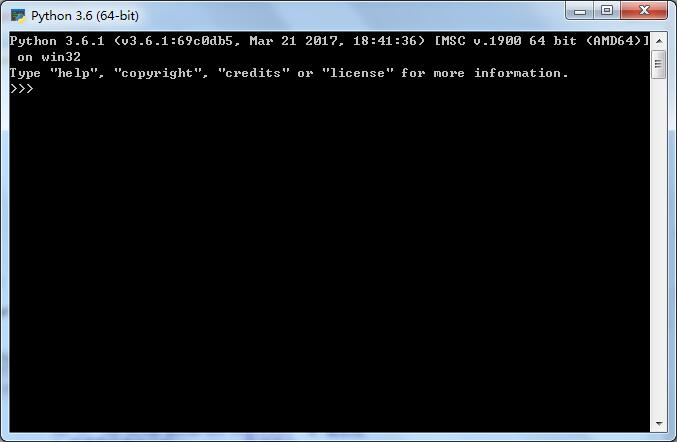 Python 3.6 (64-bit)
Python 3.6.1 (v3.6.1:69c0db5, Mar 21 2017, 18:41:36) [MSC v.1900 64 bit (AMD64)]
 on win32
Type "help", "copyright", "credits" or "license" for more information.
>>>